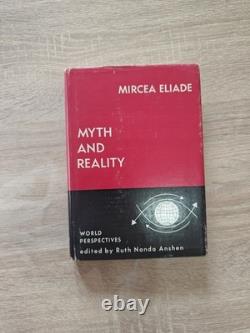 MIRCEA ELIADE
MYTH
AND
REALITY
WORLD
PERSPECTIVES
edited by Ruth Nanda Anshen